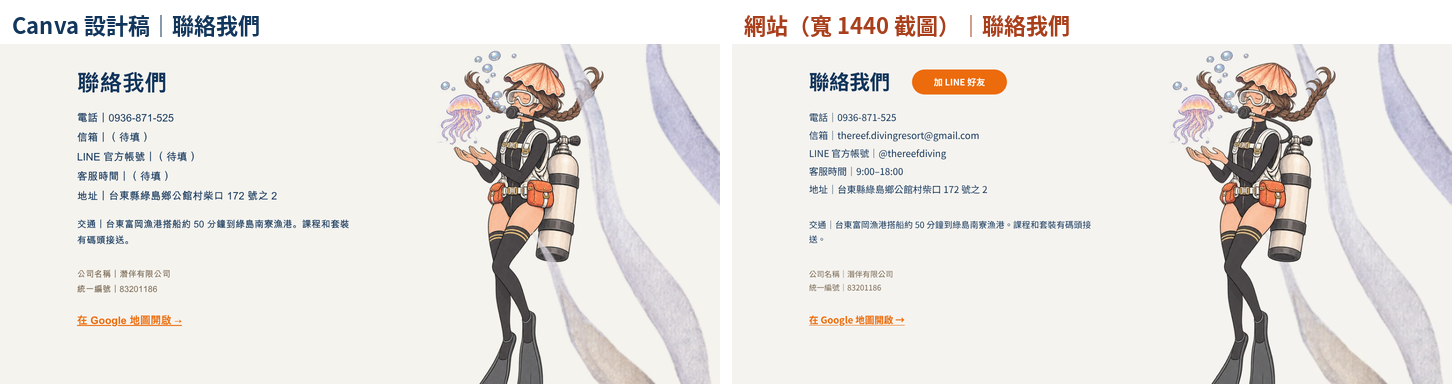 Canva 設計稿｜聯絡我們
聯絡我們
電話｜0936-871-525
信箱｜（待填）
LINE 官方帳號｜（待填）
客服時間｜（待填）
地址｜台東縣綠島鄉公館村柴口 172 號之 2
交通｜台東富岡漁港搭船約 50 分鐘到綠島南寮漁港。課程和套裝
有碼頭接送。
公司名稱｜潛伴有限公司
統一編號｜83201186
在 Google 地圖開啟 →
網站（寬 1440 截圖）｜聯絡我們
聯絡我們
加 LINE 好友
電話｜0936-871-525
信箱｜thereef.divingresort@gmail.com
LINE 官方帳號｜@thereefdiving
客服時間｜9:00–18:00
地址｜台東縣綠島鄉公館村柴口 172 號之 2
交通｜台東富岡漁港搭船約 50 分鐘到綠島南寮漁港。課程和套裝有碼頭接
送。
公司名稱｜潛伴有限公司
統一編號｜83201186
在 Google 地圖開啟 →